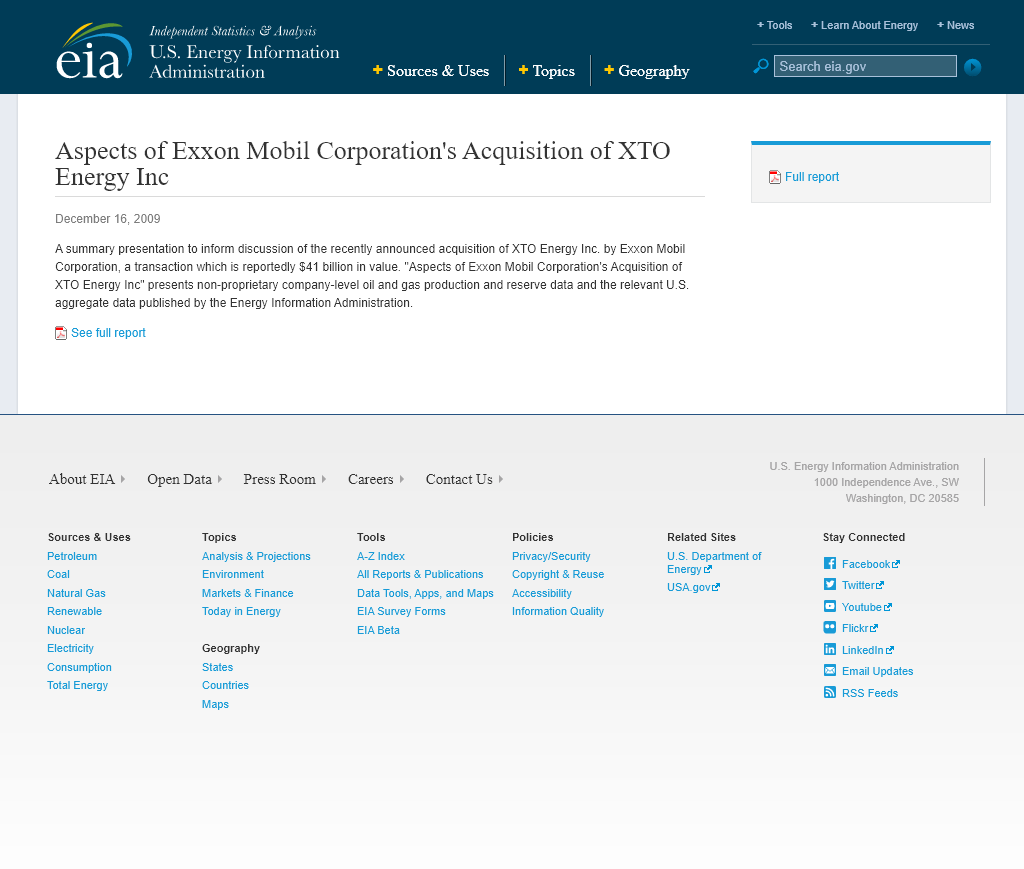 Independent Statistics & Analysis
eia
U.S. Energy Information
Administration
Sources & Uses
Topics
Geography
Tools
Learn About Energy
News
Search eia.gov
Aspects of Exxon Mobil Corporation's Acquisition of XTO
Energy Inc
December 16, 2009
A summary presentation to inform discussion of the recently announced acquisition of XTO Energy Inc. by Exxon Mobil
Corporation, a transaction which is reportedly $41 billion in value. "Aspects of Exxon Mobil Corporation's Acquisition of
XTO Energy Inc" presents non-proprietary company-level oil and gas production and reserve data and the relevant U.S.
aggregate data published by the Energy Information Administration.
See full report
Full report
About EIA
Open Data
Press Room
Careers
Contact Us
U.S. Energy Information Administration
1000 Independence Ave., SW
Washington, DC 20585
Sources & Uses
Petroleum
Coal
Natural Gas
Renewable
Nuclear
Electricity
Consumption
Total Energy
Topics
Analysis & Projections
Environment
Markets & Finance
Today in Energy
Geography
States
Countries
Maps
Tools
A-Z Index
All Reports & Publications
Data Tools, Apps, and Maps
EIA Survey Forms
EIA Beta
Policies
Privacy/Security
Copyright & Reuse
Accessibility
Information Quality
Related Sites
U.S. Department of
Energy
USA.gov
Stay Connected
Facebook
Twitter
Youtube
Flickr
LinkedIn
Email Updates
RSS Feeds